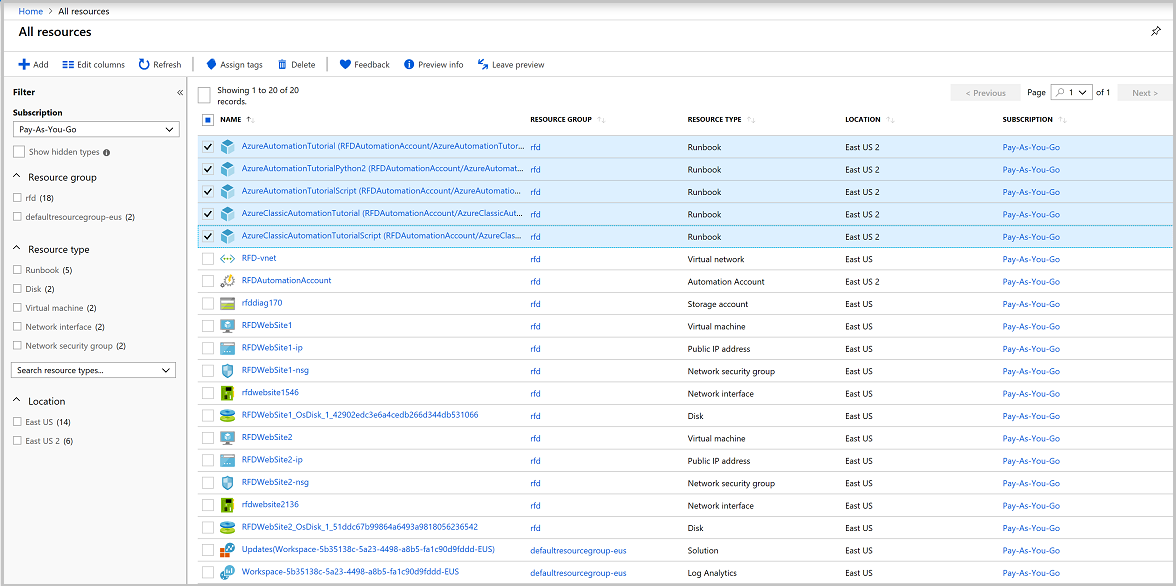 Home > All resources
All resources
Add Edit columns Refresh Assign tags Delete Feedback Preview info Leave preview
Filter «
Subscription
Pay-As-You-Go
Show hidden types
Resource group
rfd (18)
defaultresourcegroup-eus (2)
Resource type
Runbook (5)
Disk (2)
Virtual machine (2)
Network interface (2)
Network security group (2)
Search resource types...
Location
East US (14)
East US 2 (6)
Showing 1 to 20 of 20
records.
< Previous Page 1 of 1 Next >
NAME RESOURCE GROUP RESOURCE TYPE LOCATION SUBSCRIPTION
AzureAutomationTutorial (RFDAutomationAccount/AzureAutomationTutor... rfd Runbook East US 2 Pay-As-You-Go
AzureAutomationTutorialPython2 (RFDAutomationAccount/AzureAutomat... rfd Runbook East US 2 Pay-As-You-Go
AzureAutomationTutorialScript (RFDAutomationAccount/AzureAutomatio... rfd Runbook East US 2 Pay-As-You-Go
AzureClassicAutomationTutorial (RFDAutomationAccount/AzureClassicAut... rfd Runbook East US 2 Pay-As-You-Go
AzureClassicAutomationTutorialScript (RFDAutomationAccount/AzureClas... rfd Runbook East US 2 Pay-As-You-Go
RFD-vnet rfd Virtual network East US Pay-As-You-Go
RFDAutomationAccount rfd Automation Account East US 2 Pay-As-You-Go
rfddiag170 rfd Storage account East US Pay-As-You-Go
RFDWebSite1 rfd Virtual machine East US Pay-As-You-Go
RFDWebSite1-ip rfd Public IP address East US Pay-As-You-Go
RFDWebSite1-nsg rfd Network security group East US Pay-As-You-Go
rfdwebsite1546 rfd Network interface East US Pay-As-You-Go
RFDWebSite1_OsDisk_1_42902edc3e6a4cedb266d344db531066 rfd Disk East US Pay-As-You-Go
RFDWebSite2 rfd Virtual machine East US Pay-As-You-Go
RFDWebSite2-ip rfd Public IP address East US Pay-As-You-Go
RFDWebSite2-nsg rfd Network security group East US Pay-As-You-Go
rfdwebsite2136 rfd Network interface East US Pay-As-You-Go
RFDWebSite2_OsDisk_1_51ddc67b99864a6493a9818056236542 rfd Disk East US Pay-As-You-Go
Updates(Workspace-5b35138c-5a23-4498-a8b5-fa1c90d9fddd-EUS) defaultresourcegroup-eus Solution East US Pay-As-You-Go
Workspace-5b35138c-5a23-4498-a8b5-fa1c90d9fddd-EUS defaultresourcegroup-eus Log Analytics East US Pay-As-You-Go